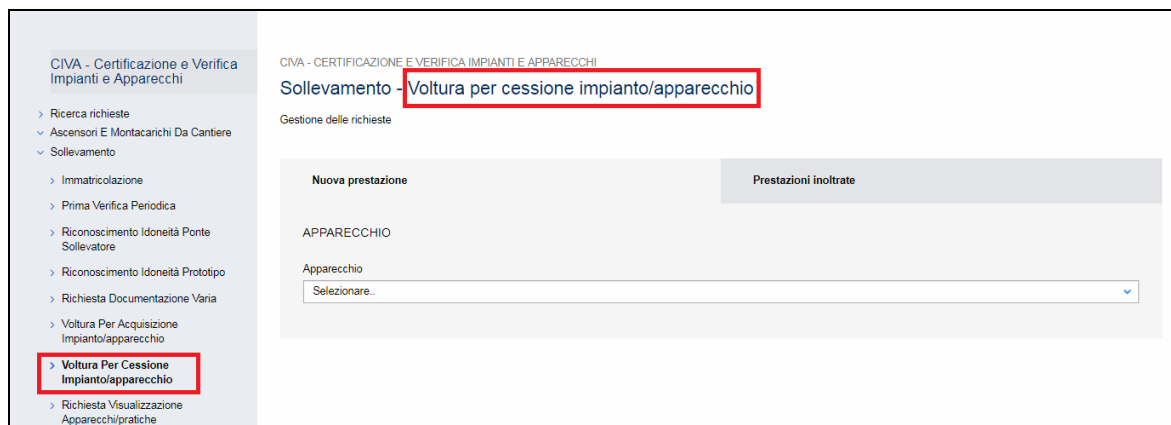 CIVA - Certificazione e Verifica
Impianti e Apparecchi
Ricerca richieste
Ascensori E Montacarichi Da Cantiere
Sollevamento
Immatricolazione
Prima Verifica Periodica
Riconoscimento Idoneità Ponte
Sollevatore
Riconoscimento Idoneità Prototipo
Richiesta Documentazione Varia
Voltura Per Acquisizione
Impianto/apparecchio
Voltura Per Cessione
Impianto/apparecchio
Richiesta Visualizzazione
Apparecchi/pratiche
CIVA - CERTIFICAZIONE E VERIFICA IMPIANTI E APPARECCHI
Sollevamento - Voltura per cessione impianto/apparecchio
Gestione delle richieste
Nuova prestazione
Prestazioni inoltrate
APPARECCHIO
Apparecchio
Selezionare..